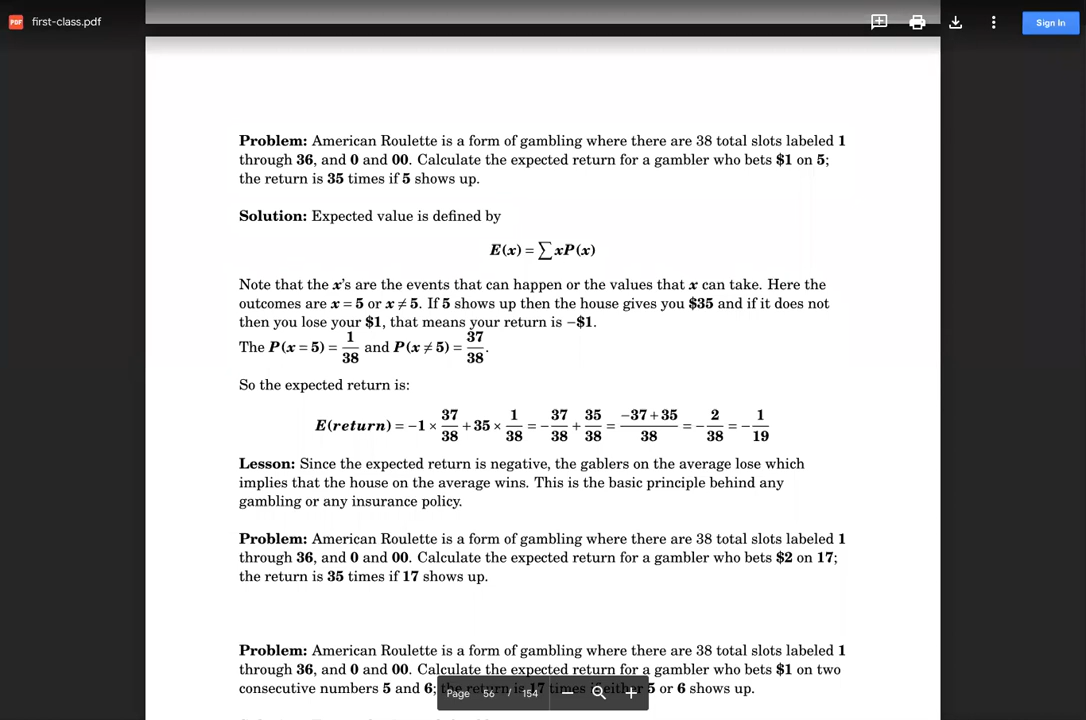 PDF first-class.pdf Sign In
Problem: American Roulette is a form of gambling where there are 38 total slots labeled 1
through 36, and 0 and 00. Calculate the expected return for a gambler who bets $1 on 5;
the return is 35 times if 5 shows up.
Solution: Expected value is defined by
E(x) = ∑ xP(x)
Note that the x's are the events that can happen or the values that x can take. Here the
outcomes are x = 5 or x ≠ 5. If 5 shows up then the house gives you $35 and if it does not
then you lose your $1, that means your return is −$1.
The P(x = 5) = 1/38 and P(x ≠ 5) = 37/38.
So the expected return is:
E(return) = −1 × 37/38 + 35 × 1/38 = −37/38 + 35/38 = (−37 + 35)/38 = −2/38 = −1/19
Lesson: Since the expected return is negative, the gablers on the average lose which
implies that the house on the average wins. This is the basic principle behind any
gambling or any insurance policy.
Problem: American Roulette is a form of gambling where there are 38 total slots labeled 1
through 36, and 0 and 00. Calculate the expected return for a gambler who bets $2 on 17;
the return is 35 times if 17 shows up.
Problem: American Roulette is a form of gambling where there are 38 total slots labeled 1
through 36, and 0 and 00. Calculate the expected return for a gambler who bets $1 on two
consecutive numbers 5 and 6; the return is 17 times if either 5 or 6 shows up.
Page 56 / 154